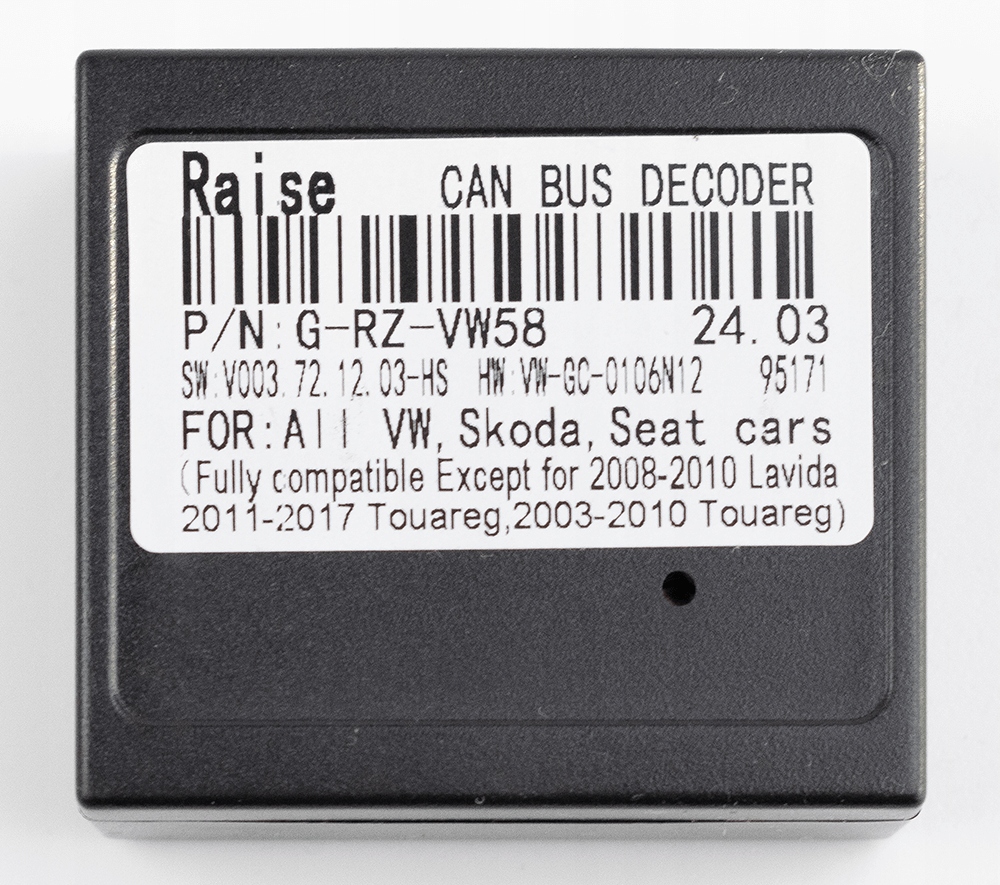 Raise CAN BUS DECODER
P/N:G-RZ-VW58 24.03
SW:V003.72.12.03-HS HW:VW-GC-0106N12 95171
FOR:All VW,Skoda,Seat cars
(Fully compatible Except for 2008-2010 Lavida
2011-2017 Touareg,2003-2010 Touareg)